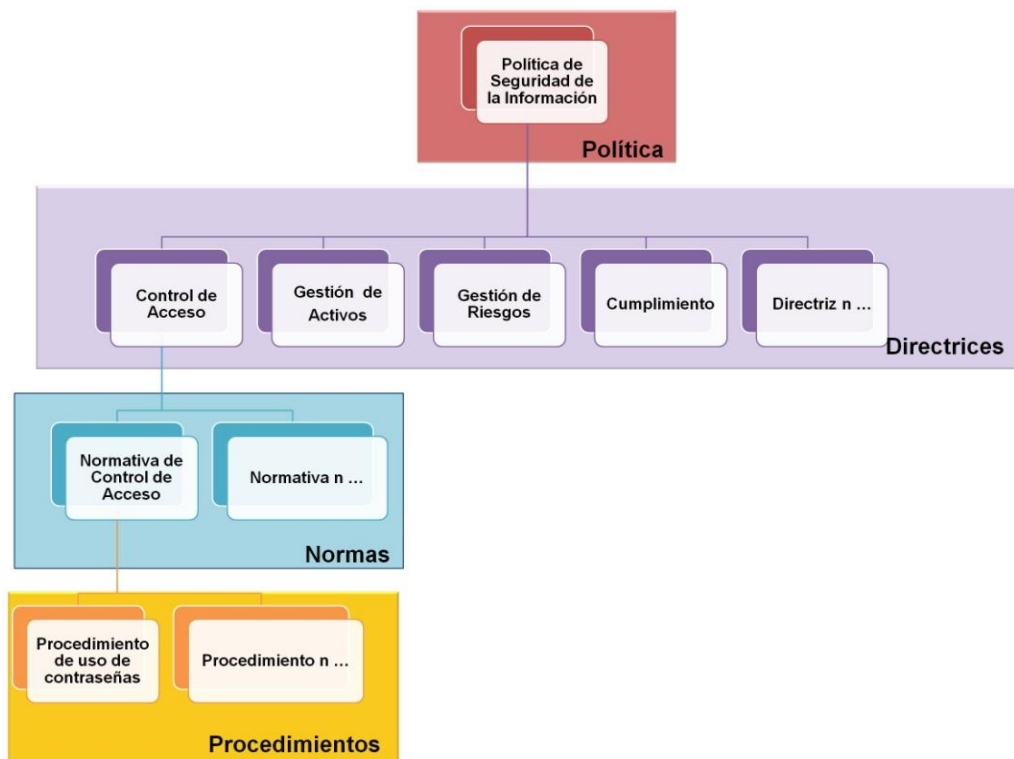 Política de
Seguridad de
la Información
Política
Control de
Acceso
Gestión de
Activos
Gestión de
Riesgos
Cumplimiento
Directriz n ...
Directrices
Normativa de
Control de
Acceso
Normativa n ...
Normas
Procedimiento
de uso de
contraseñas
Procedimiento n ...
Procedimientos